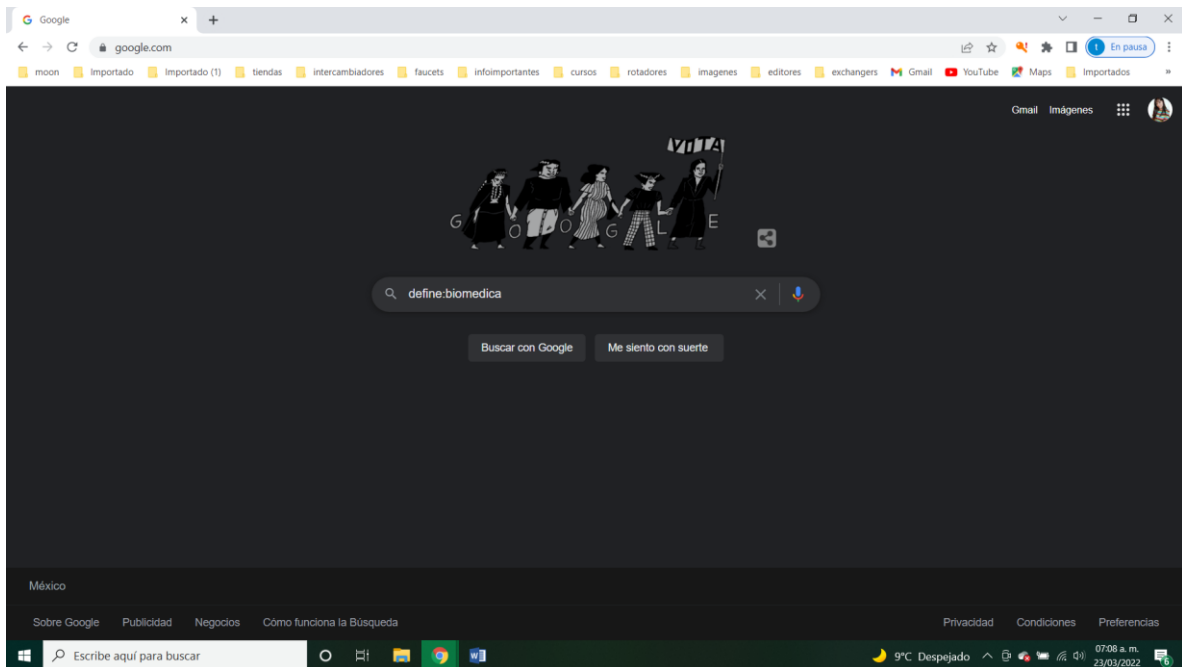 Google
google.com
En pausa
moon Importado Importado (1) tiendas intercambiadores faucets infoimportantes cursos rotadores imagenes editores exchangers Gmail YouTube Maps Importados »
Gmail Imágenes
VOTA
G O O G L E
define:biomedica
Buscar con Google Me siento con suerte
México
Sobre Google Publicidad Negocios Cómo funciona la Búsqueda Privacidad Condiciones Preferencias
Escribe aquí para buscar 9°C Despejado 07:08 a. m.
23/03/2022 6